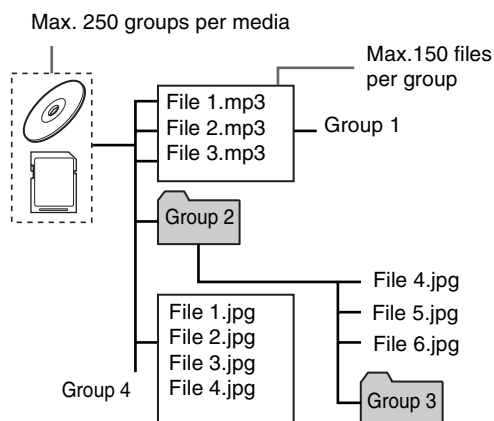 Max. 250 groups per media
Max.150 files
per group
File 1.mp3
File 2.mp3
File 3.mp3
Group 1
Group 2
File 4.jpg
File 5.jpg
File 6.jpg
Group 3
File 1.jpg
File 2.jpg
File 3.jpg
File 4.jpg
Group 4